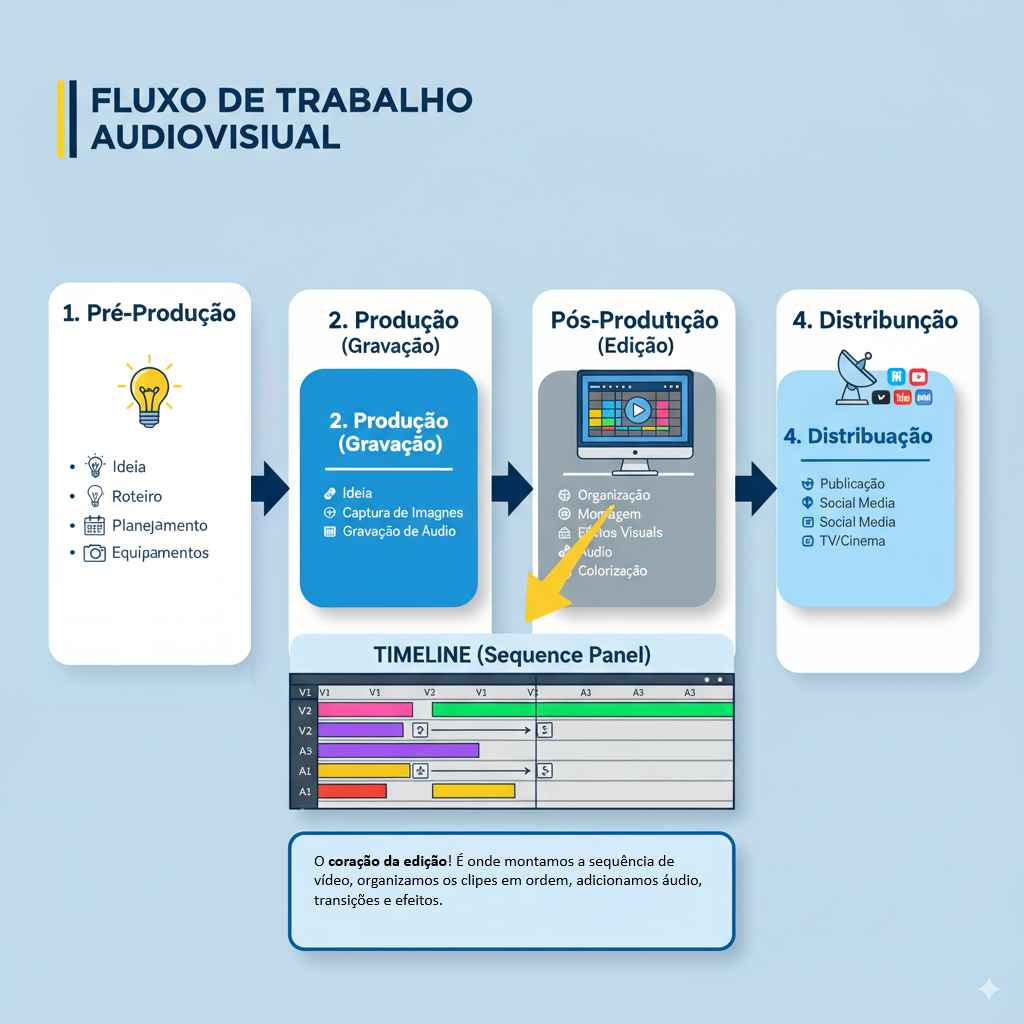 FLUXO DE TRABALHO
AUDIOVISIUAL
1. Pré-Produção
Ideia
Roteiro
Planejamento
Equipamentos
2. Produção
(Gravação)
2. Produção
(Gravação)
Ideia
Captura de Imagnes
Gravação de Audio
Pós-Produtição
(Edição)
Organização
Montagem
Efeitos Visuals
Audio
Colorização
4. Distribunção
4. Distribuação
Publicação
Social Media
Social Media
TV/Cinema
TIMELINE (Sequence Panel)
V1 V1 V1 V2 V1 V1 A3 A3 A3
V2
V2
A3
A1
A1
O coração da edição! É onde montamos a sequência de
vídeo, organizamos os clipes em ordem, adicionamos áudio,
transições e efeitos.